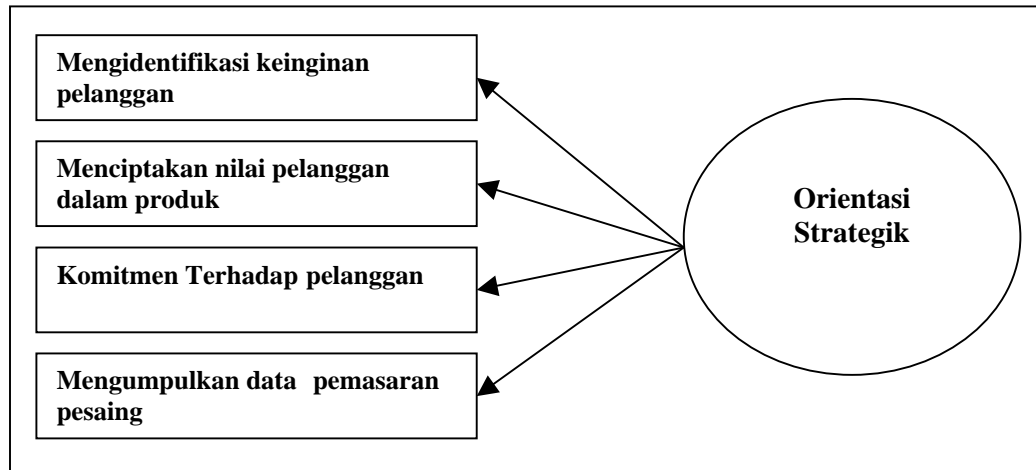 Mengidentifikasi keinginan
pelanggan
Menciptakan nilai pelanggan
dalam produk
Komitmen Terhadap pelanggan
Mengumpulkan data pemasaran
pesaing
Orientasi
Strategik